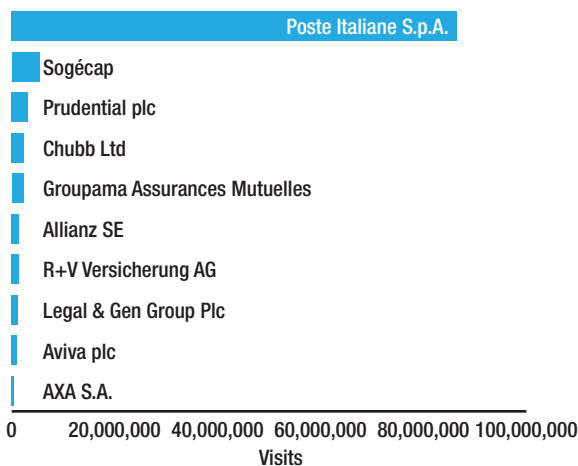 Poste Italiane S.p.A.
Sogécap
Prudential plc
Chubb Ltd
Groupama Assurances Mutuelles
Allianz SE
R+V Versicherung AG
Legal & Gen Group Plc
Aviva plc
AXA S.A.
0 20,000,000 40,000,000 60,000,000 80,000,000 100,000,000
Visits